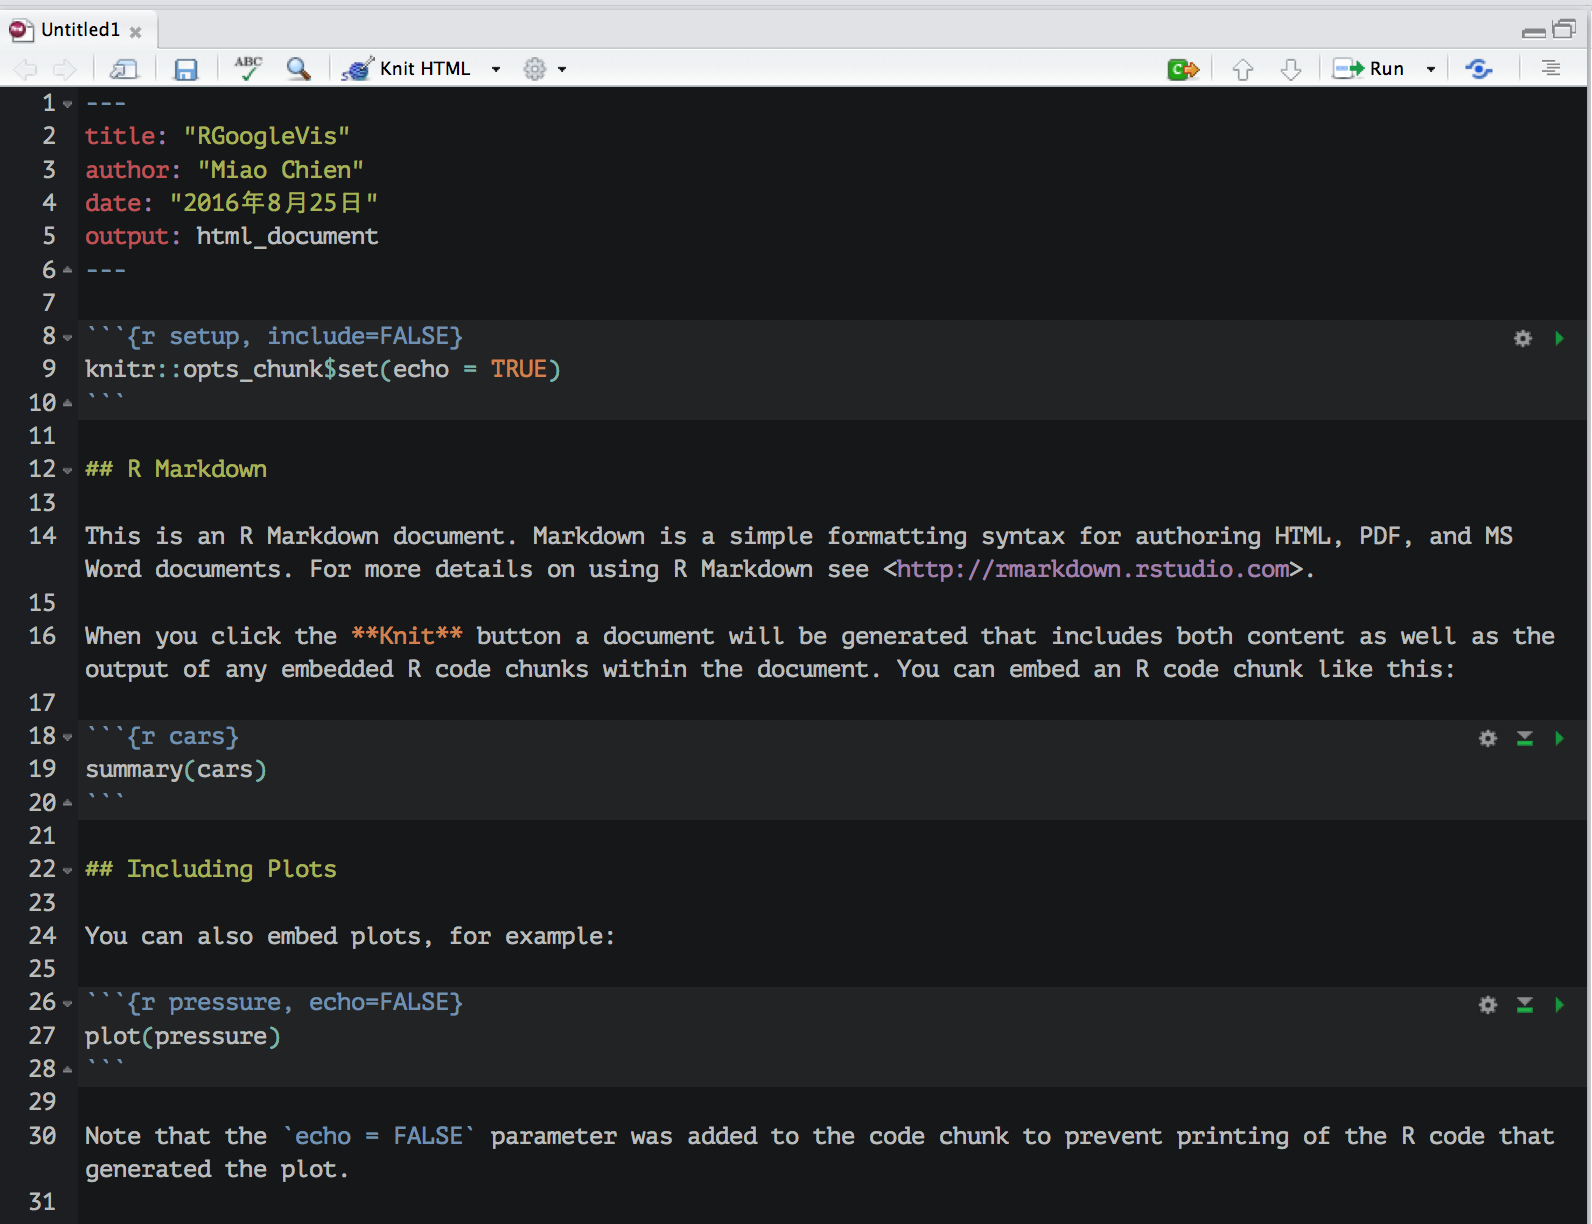 Untitled1
ABC
Knit HTML
C
Run
1 ---
2 title: "RGoogleVis"
3 author: "Miao Chien"
4 date: "2016年8月25日"
5 output: html_document
6 ---
7
8 ```{r setup, include=FALSE}
9 knitr::opts_chunk$set(echo = TRUE)
10 ```
11
12 ## R Markdown
13
14 This is an R Markdown document. Markdown is a simple formatting syntax for authoring HTML, PDF, and MS
Word documents. For more details on using R Markdown see <http://rmarkdown.rstudio.com>.
15
16 When you click the **Knit** button a document will be generated that includes both content as well as the
output of any embedded R code chunks within the document. You can embed an R code chunk like this:
17
18 ```{r cars}
19 summary(cars)
20 ```
21
22 ## Including Plots
23
24 You can also embed plots, for example:
25
26 ```{r pressure, echo=FALSE}
27 plot(pressure)
28 ```
29
30 Note that the `echo = FALSE` parameter was added to the code chunk to prevent printing of the R code that
generated the plot.
31